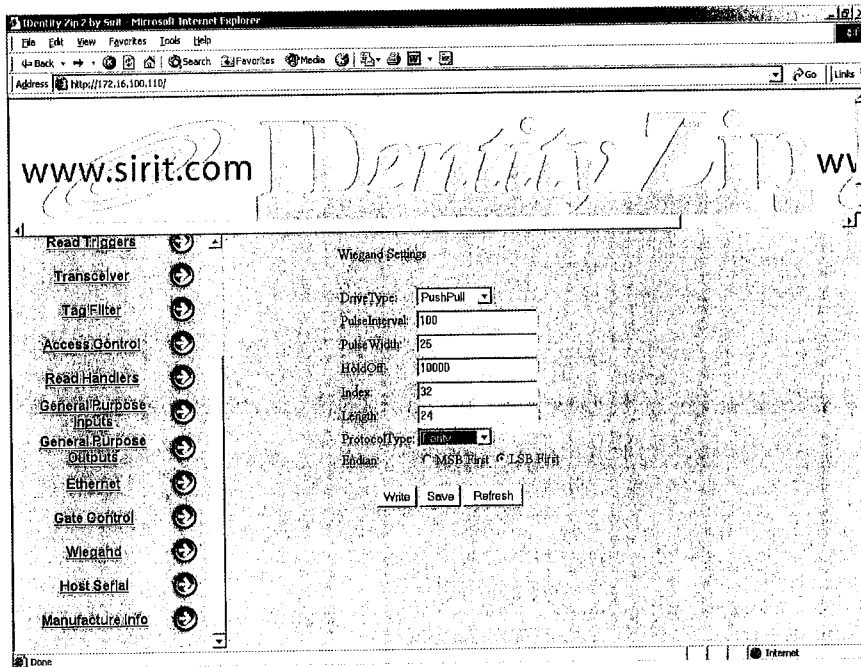 IDentity Zip 2 by Sirit - Microsoft Internet Explorer
File Edit View Favorites Tools Help
Back Search Favorites Media
Address http://172.16.100.110/ Go Links
www.sirit.com IDentity Zip
Read Triggers
Transceiver
Tag Filter
Access Control
Read Handlers
General Purpose
Inputs
General Purpose
Outputs
Ethernet
Gate Control
Wiegand
Host Serial
Manufacture Info
Wiegand Settings
DriveType: PushPull
PulseInterval: 100
PulseWidth: 25
HoldOff: 10000
Index: 32
Length: 24
ProtocolType: Parity
Endian: MSB First LSB First
Write Save Refresh
Done Internet